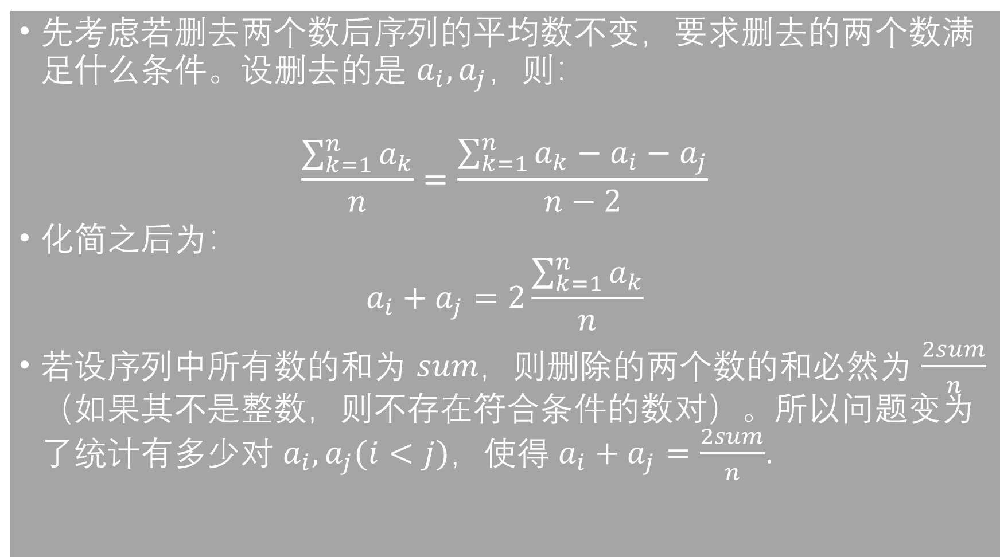 • 先考虑若删去两个数后序列的平均数不变，要求删去的两个数满
足什么条件。设删去的是 $a_i, a_j$，则：
$$\frac{\sum_{k=1}^{n} a_k}{n} = \frac{\sum_{k=1}^{n} a_k - a_i - a_j}{n-2}$$
• 化简之后为：
$$a_i + a_j = 2\frac{\sum_{k=1}^{n} a_k}{n}$$
• 若设序列中所有数的和为 $sum$，则删除的两个数的和必然为 $\frac{2sum}{n}$
（如果其不是整数，则不存在符合条件的数对）。所以问题变为
了统计有多少对 $a_i, a_j (i < j)$，使得 $a_i + a_j = \frac{2sum}{n}$.